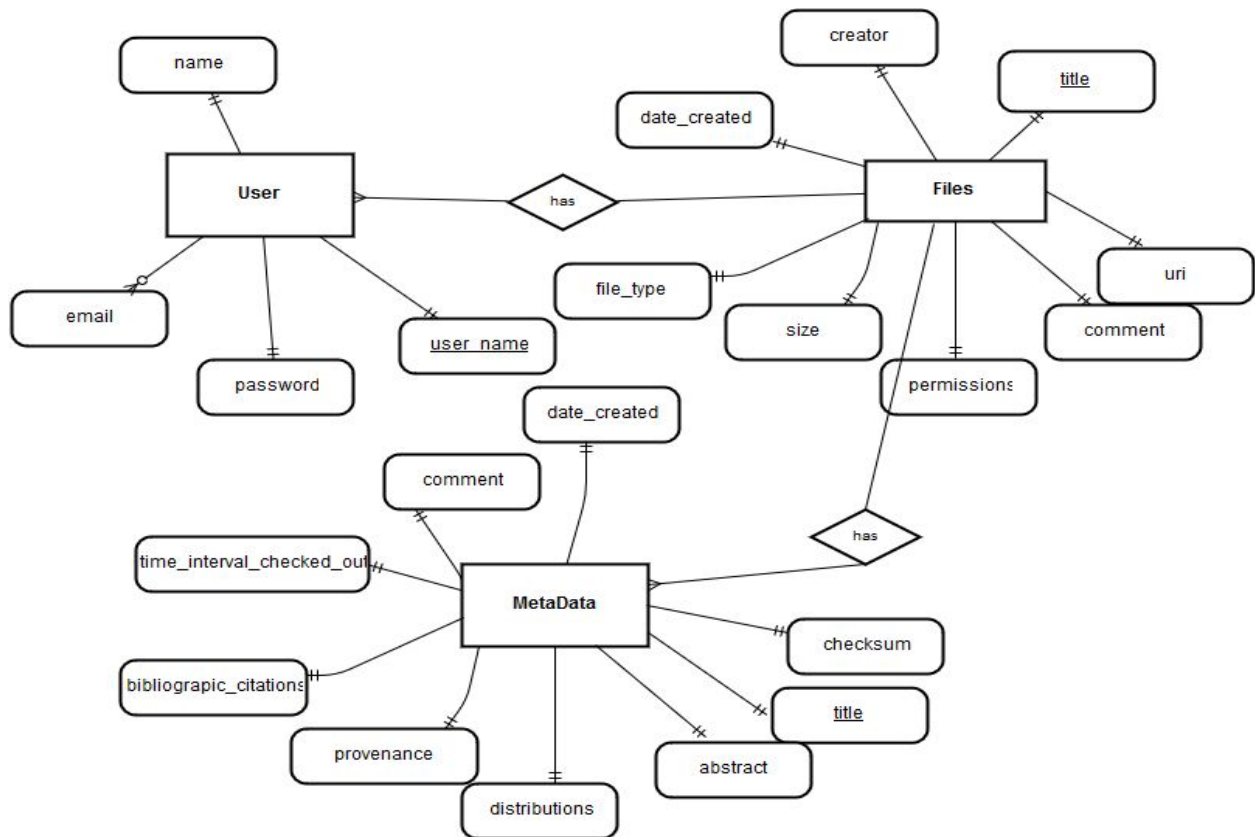 creator
name
title
date_created
User
Files
has
uri
file_type
email
size
comment
user_name
password
permissions
date_created
comment
has
time_interval_checked_out
MetaData
checksum
bibliograpic_citations
title
provenance
abstract
distributions